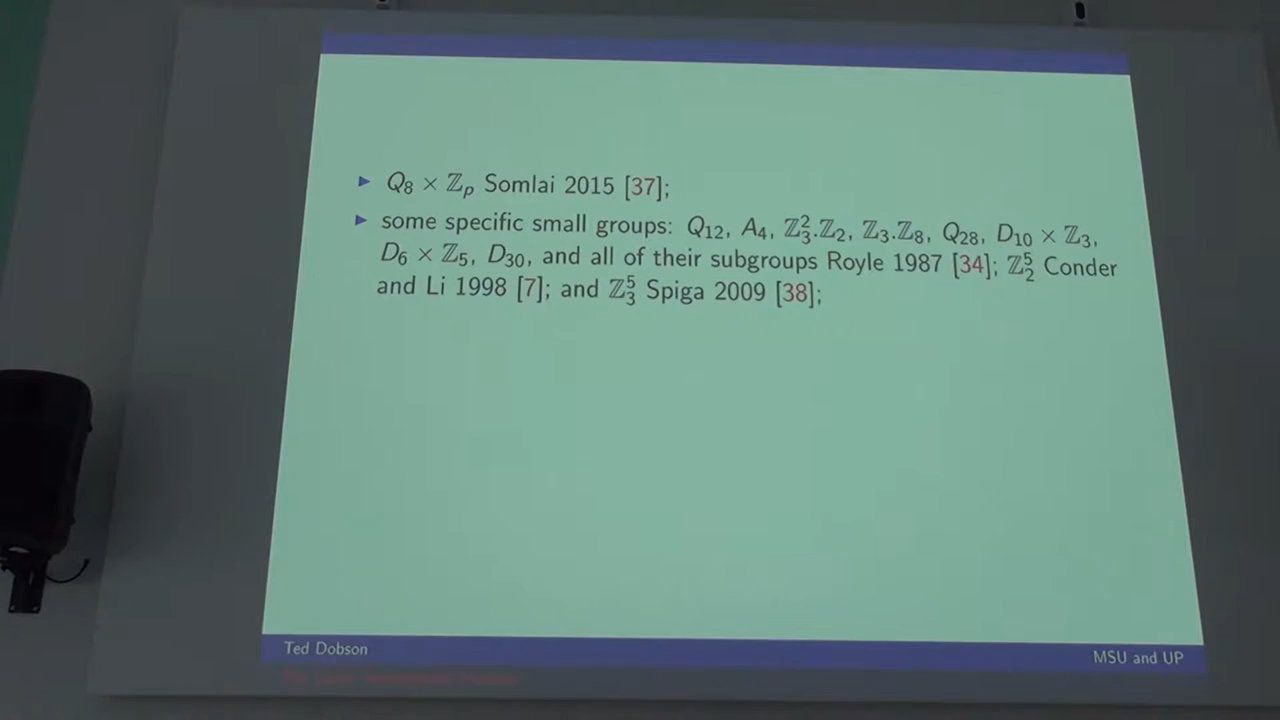 ▶ Q₈ × ℤₚ Somlai 2015 [37];
▶ some specific small groups: Q₁₂, A₄, ℤ₃².ℤ₂, ℤ₃.ℤ₈, Q₂₈, D₁₀ × ℤ₃,
D₆ × ℤ₅, D₃₀, and all of their subgroups Royle 1987 [34]; ℤ₂⁵ Conder
and Li 1998 [7]; and ℤ₃⁵ Spiga 2009 [38];
Ted Dobson
MSU and UP